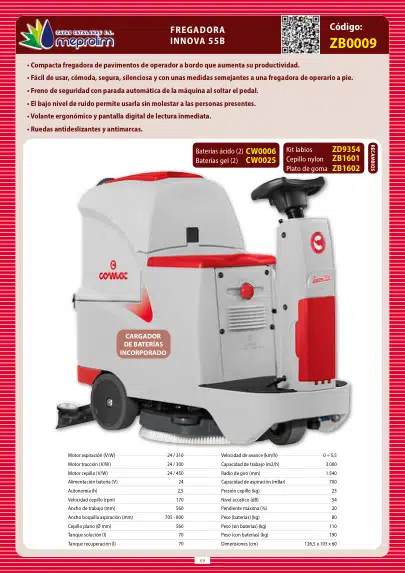 CUYÀS CATALANAS S.L.
meprolim
FREGADORA
INNOVA 55B
Código:
ZB0009
• Compacta fregadora de pavimentos de operador a bordo que aumenta su productividad.
• Fácil de usar, cómoda, segura, silenciosa y con unas medidas semejantes a una fregadora de operario a pie.
• Freno de seguridad con parada automática de la máquina al soltar el pedal.
• El bajo nivel de ruido permite usarla sin molestar a las personas presentes.
• Volante ergonómico y pantalla digital de lectura inmediata.
• Ruedas antideslizantes y antimarcas.
Baterías ácido (2) CW0006
Baterías gel (2) CW0025
Kit labios ZD9354
Cepillo nylon ZB1601
Plato de goma ZB1602
RECAMBIOS
COMAC
CARGADOR
DE BATERÍAS
INCORPORADO
Motor aspiración (V/W) 24 / 310
Motor tracción (V/W) 24 / 300
Motor cepillo (V/W) 24 / 450
Alimentación batería (V) 24
Autonomía (h) 2,5
Velocidad cepillo (rpm) 170
Ancho de trabajo (mm) 560
Ancho boquilla aspiración (mm) 765 - 800
Cepillo plano (Ø mm) 560
Tanque solución (l) 70
Tanque recuperación (l) 70
Velocidad de avance (km/h) 0 ÷ 5,5
Capacidad de trabajo (m2/h) 3.000
Radio de giro (mm) 1.540
Capacidad de aspiración (mBar) 700
Presión cepillo (kg) 23
Nivel acústico (dB) 54
Pendiente máxima (%) 20
Peso (baterías) (kg) 80
Peso (sin baterías) (kg) 110
Peso (con baterías) (kg) 190
Dimensiones (cm) 126,5 x 103 x 60
69